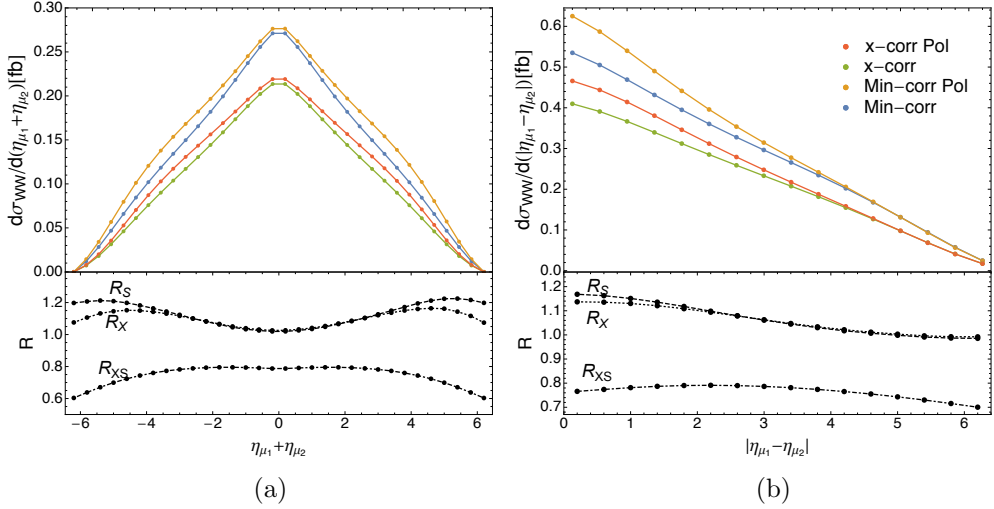 dσWW/d(ημ1+ημ2)[fb]
0.30
0.25
0.20
0.15
0.10
0.05
0.00
R
1.2
1.0
0.8
0.6
RS
RX
RXS
−6 −4 −2 0 2 4 6
ημ1+ημ2
(a)
dσWW/d(|ημ1−ημ2|)[fb]
0.6
0.5
0.4
0.3
0.2
0.1
0.0
x−corr Pol
x−corr
Min−corr Pol
Min−corr
R
1.2
1.1
1.0
0.9
0.8
0.7
RS
RX
RXS
0 1 2 3 4 5 6
|ημ1−ημ2|
(b)